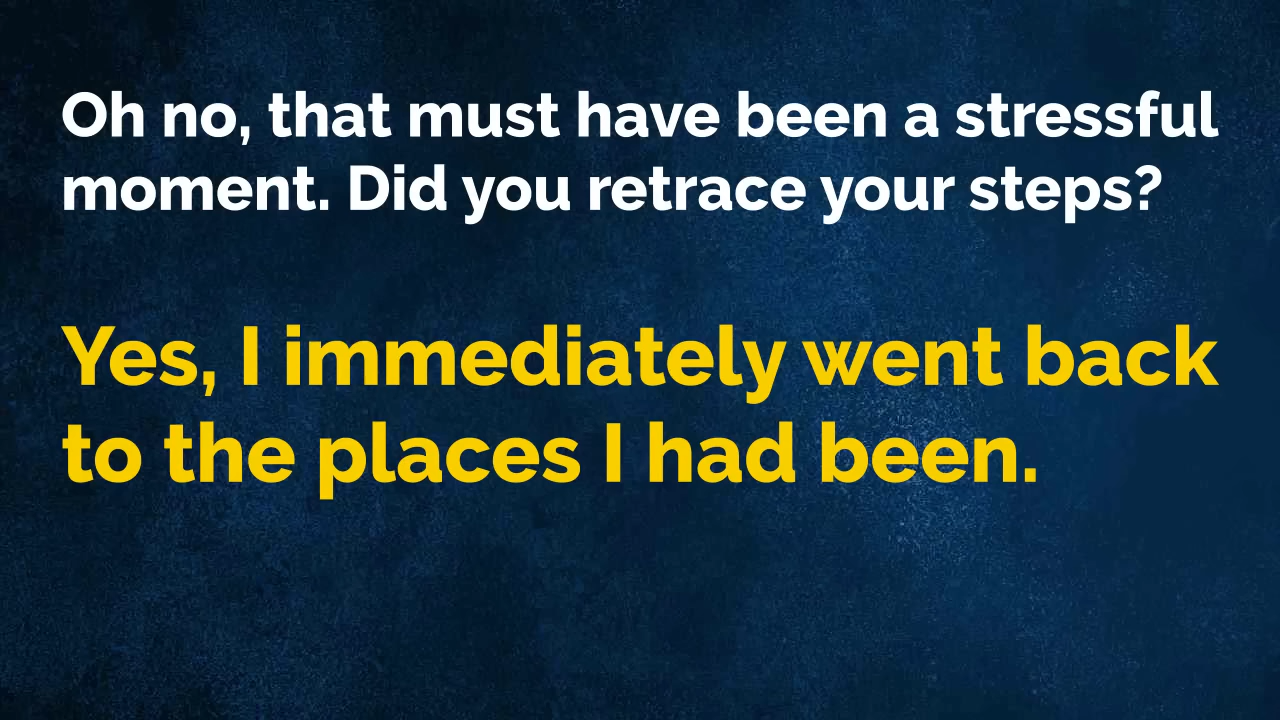 Oh no, that must have been a stressful
moment. Did you retrace your steps?
Yes, I immediately went back
to the places I had been.